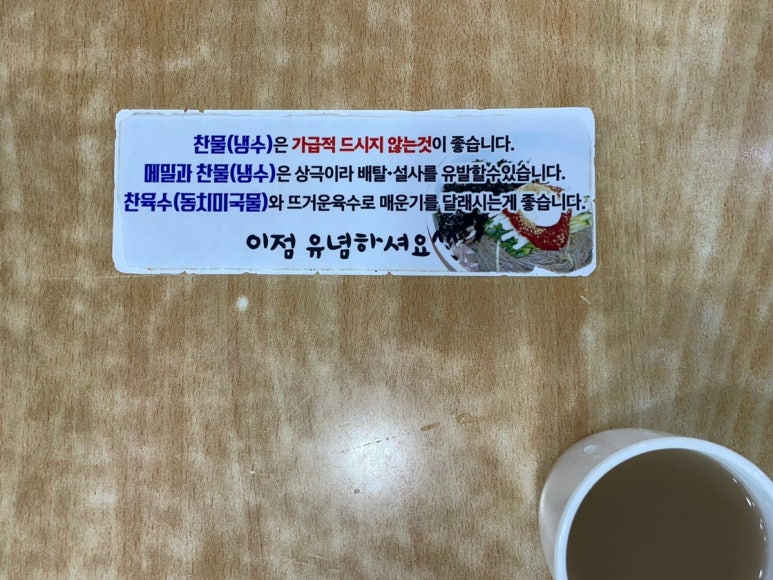 찬물(냉수)은 가급적 드시지 않는것이 좋습니다.
메밀과 찬물(냉수)은 상극이라 배탈·설사를 유발할수있습니다.
찬육수(동치미국물)와 뜨거운육수로 매운기를 달래시는게 좋습니다.
이점 유념하셔요